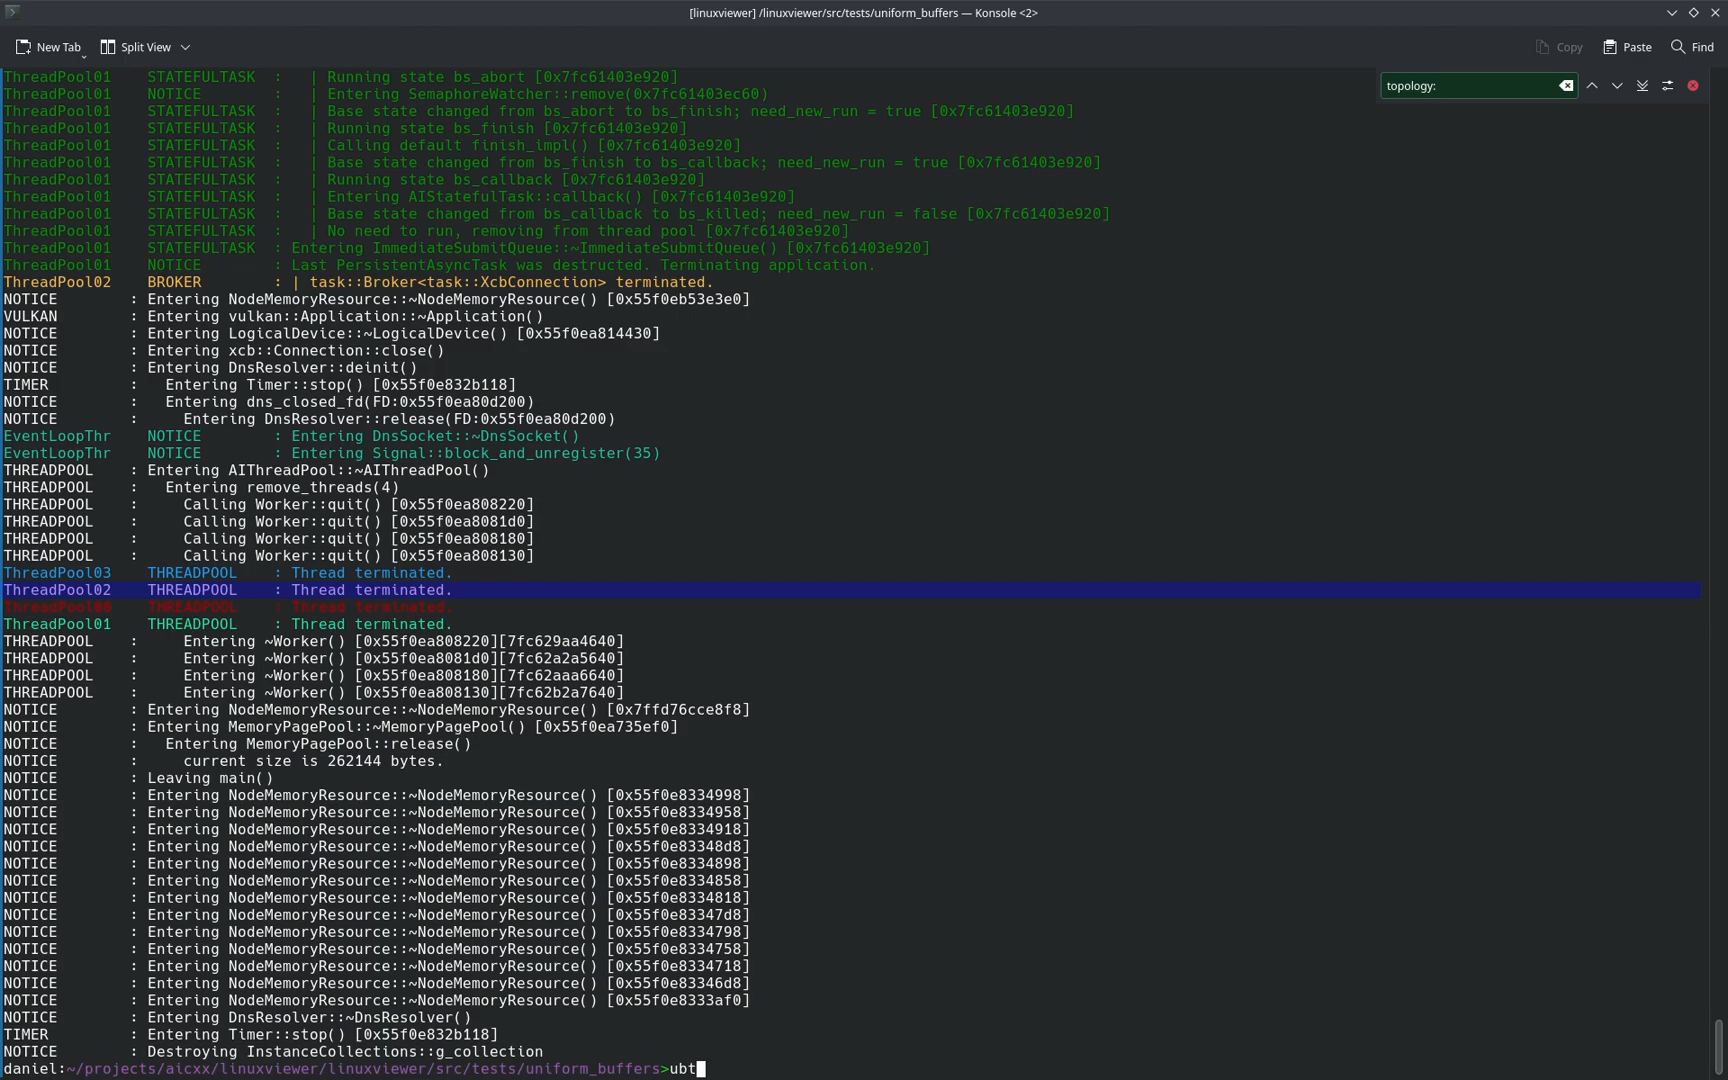 [linuxviewer] /linuxviewer/src/tests/uniform_buffers — Konsole <2>
New Tab Split View Copy Paste Find
topology:
ThreadPool01    STATEFULTASK  :   | Running state bs_abort [0x7fc61403e920]
ThreadPool01    NOTICE        :   | Entering SemaphoreWatcher::remove(0x7fc61403ec60)
ThreadPool01    STATEFULTASK  :   | Base state changed from bs_abort to bs_finish; need_new_run = true [0x7fc61403e920]
ThreadPool01    STATEFULTASK  :   | Running state bs_finish [0x7fc61403e920]
ThreadPool01    STATEFULTASK  :   | Calling default finish_impl() [0x7fc61403e920]
ThreadPool01    STATEFULTASK  :   | Base state changed from bs_finish to bs_callback; need_new_run = true [0x7fc61403e920]
ThreadPool01    STATEFULTASK  :   | Running state bs_callback [0x7fc61403e920]
ThreadPool01    STATEFULTASK  :   | Entering AIStatefulTask::callback() [0x7fc61403e920]
ThreadPool01    STATEFULTASK  :   | Base state changed from bs_callback to bs_killed; need_new_run = false [0x7fc61403e920]
ThreadPool01    STATEFULTASK  :   | No need to run, removing from thread pool [0x7fc61403e920]
ThreadPool01    STATEFULTASK  : Entering ImmediateSubmitQueue::~ImmediateSubmitQueue() [0x7fc61403e920]
ThreadPool01    NOTICE        : Last PersistentAsyncTask was destructed. Terminating application.
ThreadPool02    BROKER        : | task::Broker<task::XcbConnection> terminated.
NOTICE        : Entering NodeMemoryResource::~NodeMemoryResource() [0x55f0eb53e3e0]
VULKAN        : Entering vulkan::Application::~Application()
NOTICE        : Entering LogicalDevice::~LogicalDevice() [0x55f0ea814430]
NOTICE        : Entering xcb::Connection::close()
NOTICE        : Entering DnsResolver::deinit()
TIMER         :   Entering Timer::stop() [0x55f0e832b118]
NOTICE        :   Entering dns_closed_fd(FD:0x55f0ea80d200)
NOTICE        :     Entering DnsResolver::release(FD:0x55f0ea80d200)
EventLoopThr    NOTICE        : Entering DnsSocket::~DnsSocket()
EventLoopThr    NOTICE        : Entering Signal::block_and_unregister(35)
THREADPOOL    : Entering AIThreadPool::~AIThreadPool()
THREADPOOL    :   Entering remove_threads(4)
THREADPOOL    :     Calling Worker::quit() [0x55f0ea808220]
THREADPOOL    :     Calling Worker::quit() [0x55f0ea8081d0]
THREADPOOL    :     Calling Worker::quit() [0x55f0ea808180]
THREADPOOL    :     Calling Worker::quit() [0x55f0ea808130]
ThreadPool03    THREADPOOL    : Thread terminated.
ThreadPool02    THREADPOOL    : Thread terminated.
ThreadPool00    THREADPOOL    : Thread terminated.
ThreadPool01    THREADPOOL    : Thread terminated.
THREADPOOL    :     Entering ~Worker() [0x55f0ea808220][7fc629aa4640]
THREADPOOL    :     Entering ~Worker() [0x55f0ea8081d0][7fc62a2a5640]
THREADPOOL    :     Entering ~Worker() [0x55f0ea808180][7fc62aaa6640]
THREADPOOL    :     Entering ~Worker() [0x55f0ea808130][7fc62b2a7640]
NOTICE        : Entering NodeMemoryResource::~NodeMemoryResource() [0x7ffd76cce8f8]
NOTICE        : Entering MemoryPagePool::~MemoryPagePool() [0x55f0ea735ef0]
NOTICE        :   Entering MemoryPagePool::release()
NOTICE        :     current size is 262144 bytes.
NOTICE        : Leaving main()
NOTICE        : Entering NodeMemoryResource::~NodeMemoryResource() [0x55f0e8334998]
NOTICE        : Entering NodeMemoryResource::~NodeMemoryResource() [0x55f0e8334958]
NOTICE        : Entering NodeMemoryResource::~NodeMemoryResource() [0x55f0e8334918]
NOTICE        : Entering NodeMemoryResource::~NodeMemoryResource() [0x55f0e83348d8]
NOTICE        : Entering NodeMemoryResource::~NodeMemoryResource() [0x55f0e8334898]
NOTICE        : Entering NodeMemoryResource::~NodeMemoryResource() [0x55f0e8334858]
NOTICE        : Entering NodeMemoryResource::~NodeMemoryResource() [0x55f0e8334818]
NOTICE        : Entering NodeMemoryResource::~NodeMemoryResource() [0x55f0e83347d8]
NOTICE        : Entering NodeMemoryResource::~NodeMemoryResource() [0x55f0e8334798]
NOTICE        : Entering NodeMemoryResource::~NodeMemoryResource() [0x55f0e8334758]
NOTICE        : Entering NodeMemoryResource::~NodeMemoryResource() [0x55f0e8334718]
NOTICE        : Entering NodeMemoryResource::~NodeMemoryResource() [0x55f0e83346d8]
NOTICE        : Entering NodeMemoryResource::~NodeMemoryResource() [0x55f0e8333af0]
NOTICE        : Entering DnsResolver::~DnsResolver()
TIMER         : Entering Timer::stop() [0x55f0e832b118]
NOTICE        : Destroying InstanceCollections::g_collection
daniel:~/projects/aicxx/linuxviewer/linuxviewer/src/tests/uniform_buffers>ubt